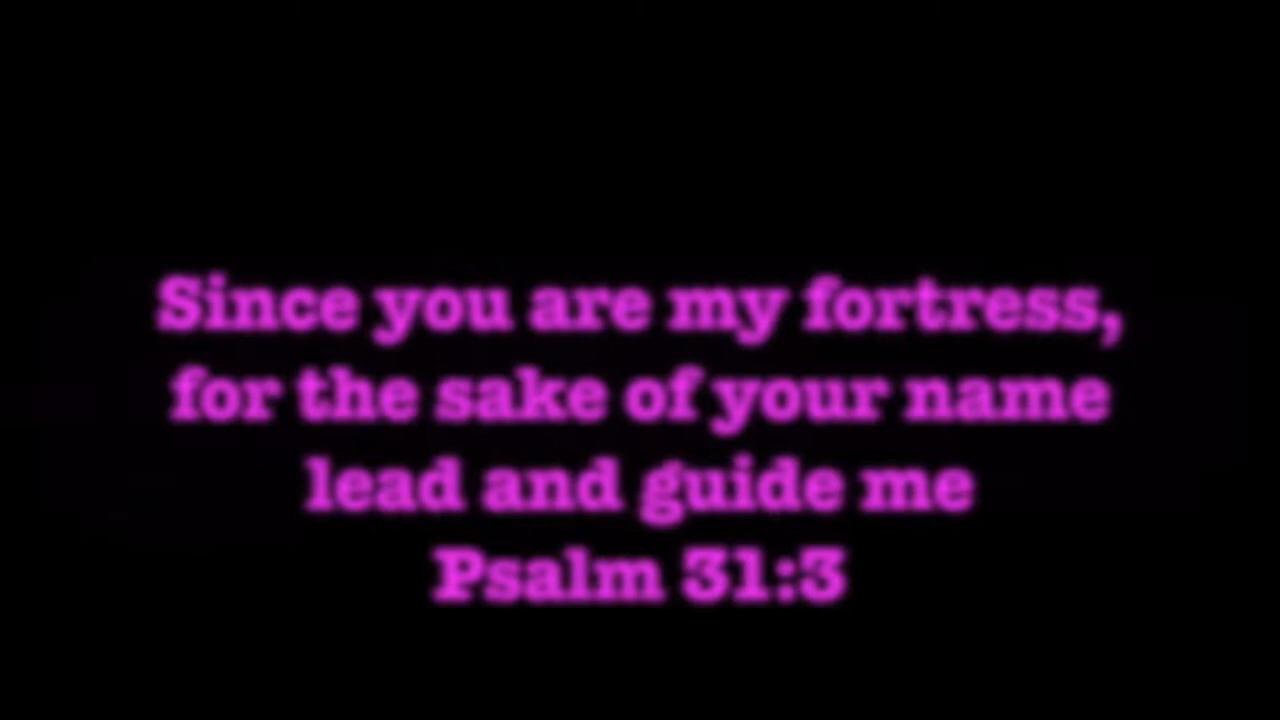 Since you are my fortress,
for the sake of your name
lead and guide me
Psalm 31:3